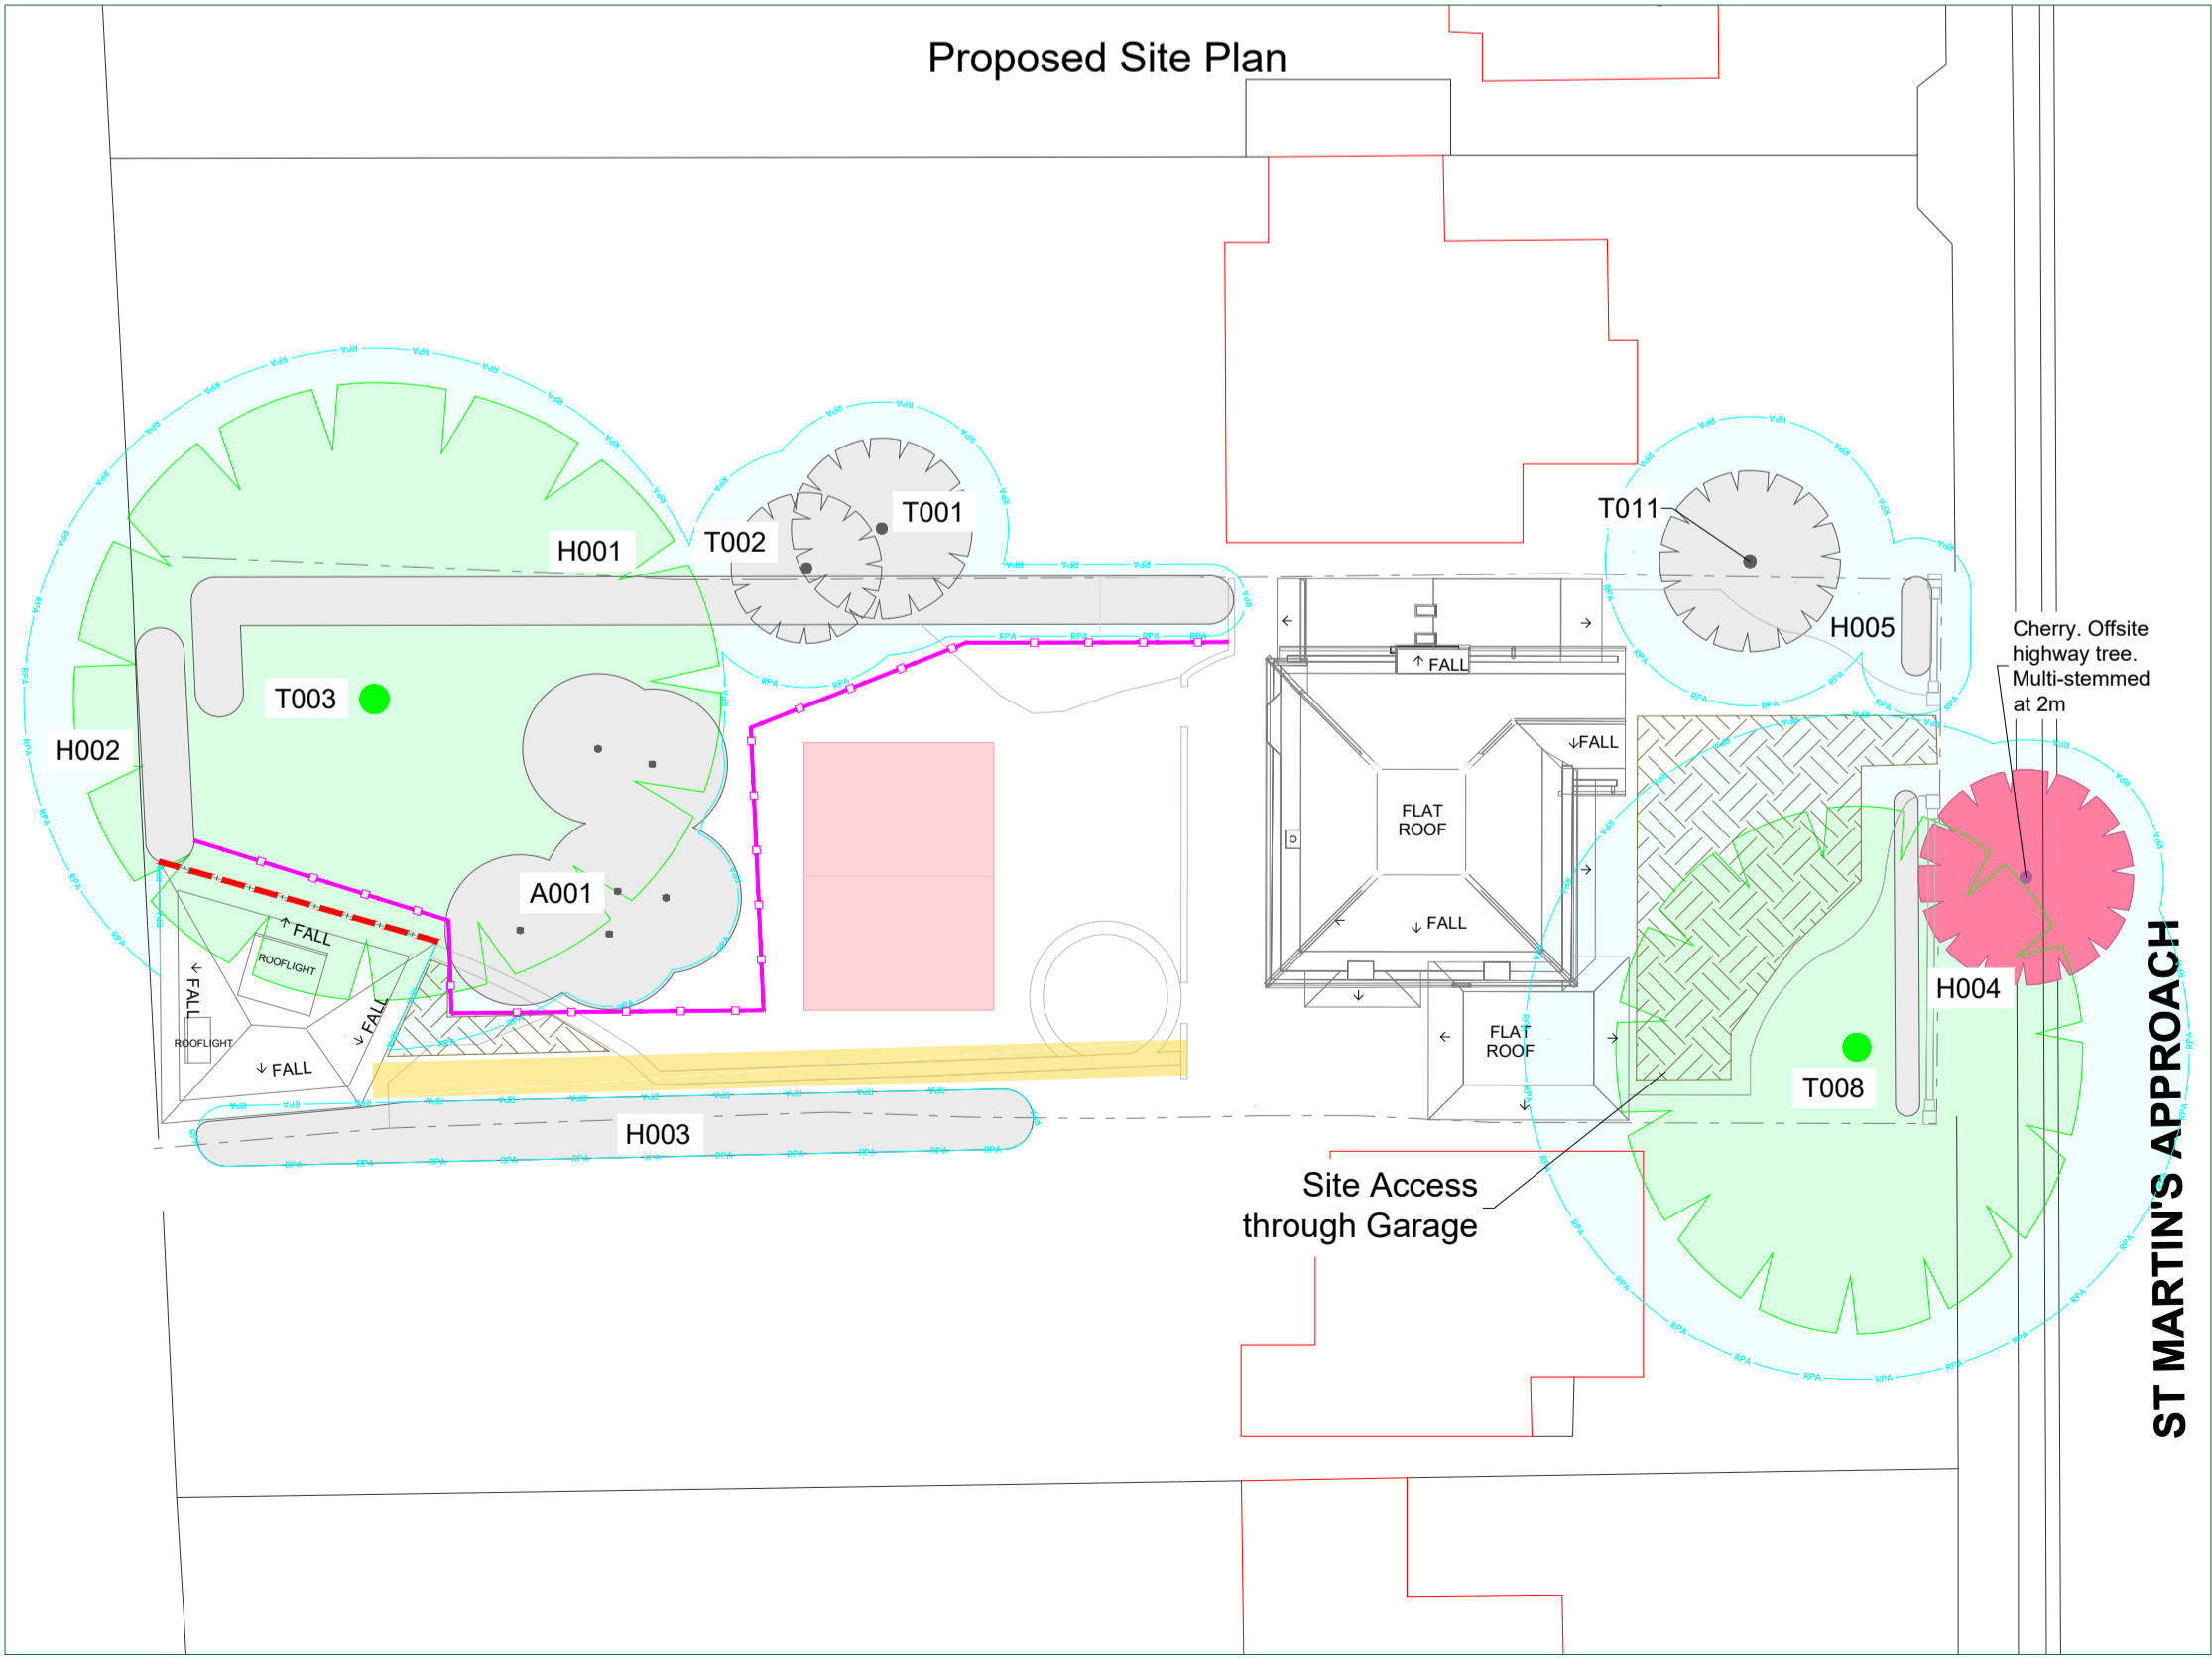 Proposed Site Plan
T011
T001
T002
H001
H005
Cherry. Offsite
highway tree.
Multi-stemmed
at 2m
FALL
T003
H002
FALL
FLAT
ROOF
A001
FALL
FALL
ROOFLIGHT
FALL
FALL
H004
ROOFLIGHT
FALL
FLAT
ROOF
T008
H003
Site Access
through Garage
ST MARTIN'S APPROACH
RPA